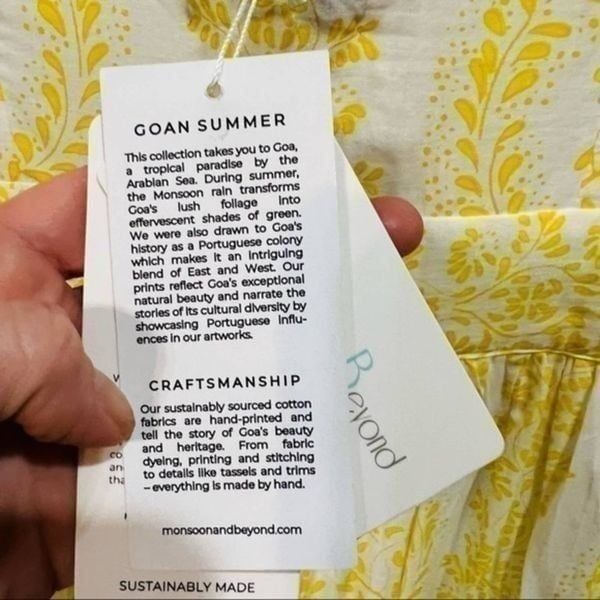 GOAN SUMMER
This collection takes you to Goa,
a tropical paradise by the
Arabian Sea. During summer,
the Monsoon rain transforms
Goa's lush foliage into
effervescent shades of green.
We were also drawn to Goa's
history as a Portuguese colony
which makes it an intriguing
blend of East and West. Our
prints reflect Goa's exceptional
natural beauty and narrate the
stories of its cultural diversity by
showcasing Portuguese Influ-
ences in our artworks.
CRAFTSMANSHIP
Our sustainably sourced cotton
fabrics are hand-printed and
tell the story of Goa's beauty
and heritage. From fabric
dyeing, printing and stitching
to details like tassels and trims
– everything is made by hand.
monsoonandbeyond.com
Beyond
SUSTAINABLY MADE